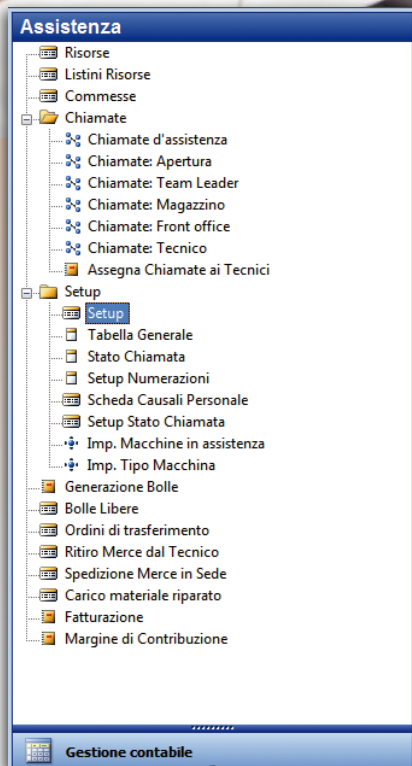 Assistenza
Risorse
Listini Risorse
Commesse
Chiamate
Chiamate d'assistenza
Chiamate: Apertura
Chiamate: Team Leader
Chiamate: Magazzino
Chiamate: Front office
Chiamate: Tecnico
Assegna Chiamate ai Tecnici
Setup
Setup
Tabella Generale
Stato Chiamata
Setup Numerazioni
Scheda Causali Personale
Setup Stato Chiamata
Imp. Macchine in assistenza
Imp. Tipo Macchina
Generazione Bolle
Bolle Libere
Ordini di trasferimento
Ritiro Merce dal Tecnico
Spedizione Merce in Sede
Carico materiale riparato
Fatturazione
Margine di Contribuzione
Gestione contabile